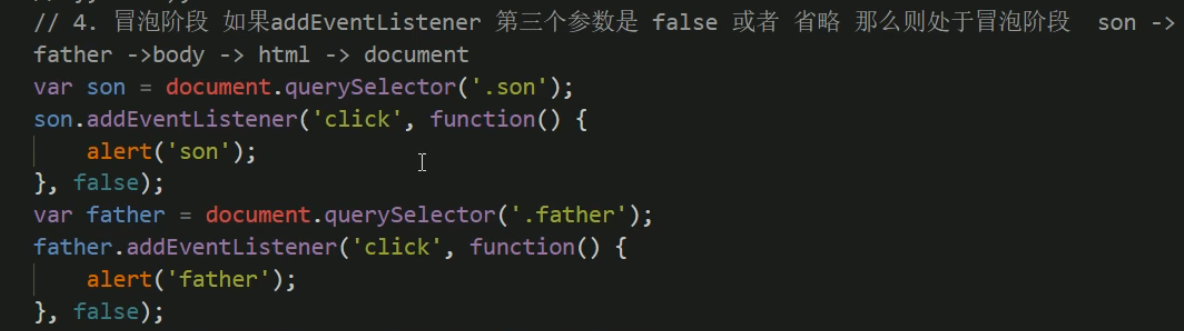 // 4. 冒泡阶段 如果addEventListener 第三个参数是 false 或者 省略 那么则处于冒泡阶段  son ->
father ->body -> html -> document
var son = document.querySelector('.son');
son.addEventListener('click', function() {
    alert('son');
}, false);
var father = document.querySelector('.father');
father.addEventListener('click', function() {
    alert('father');
}, false);